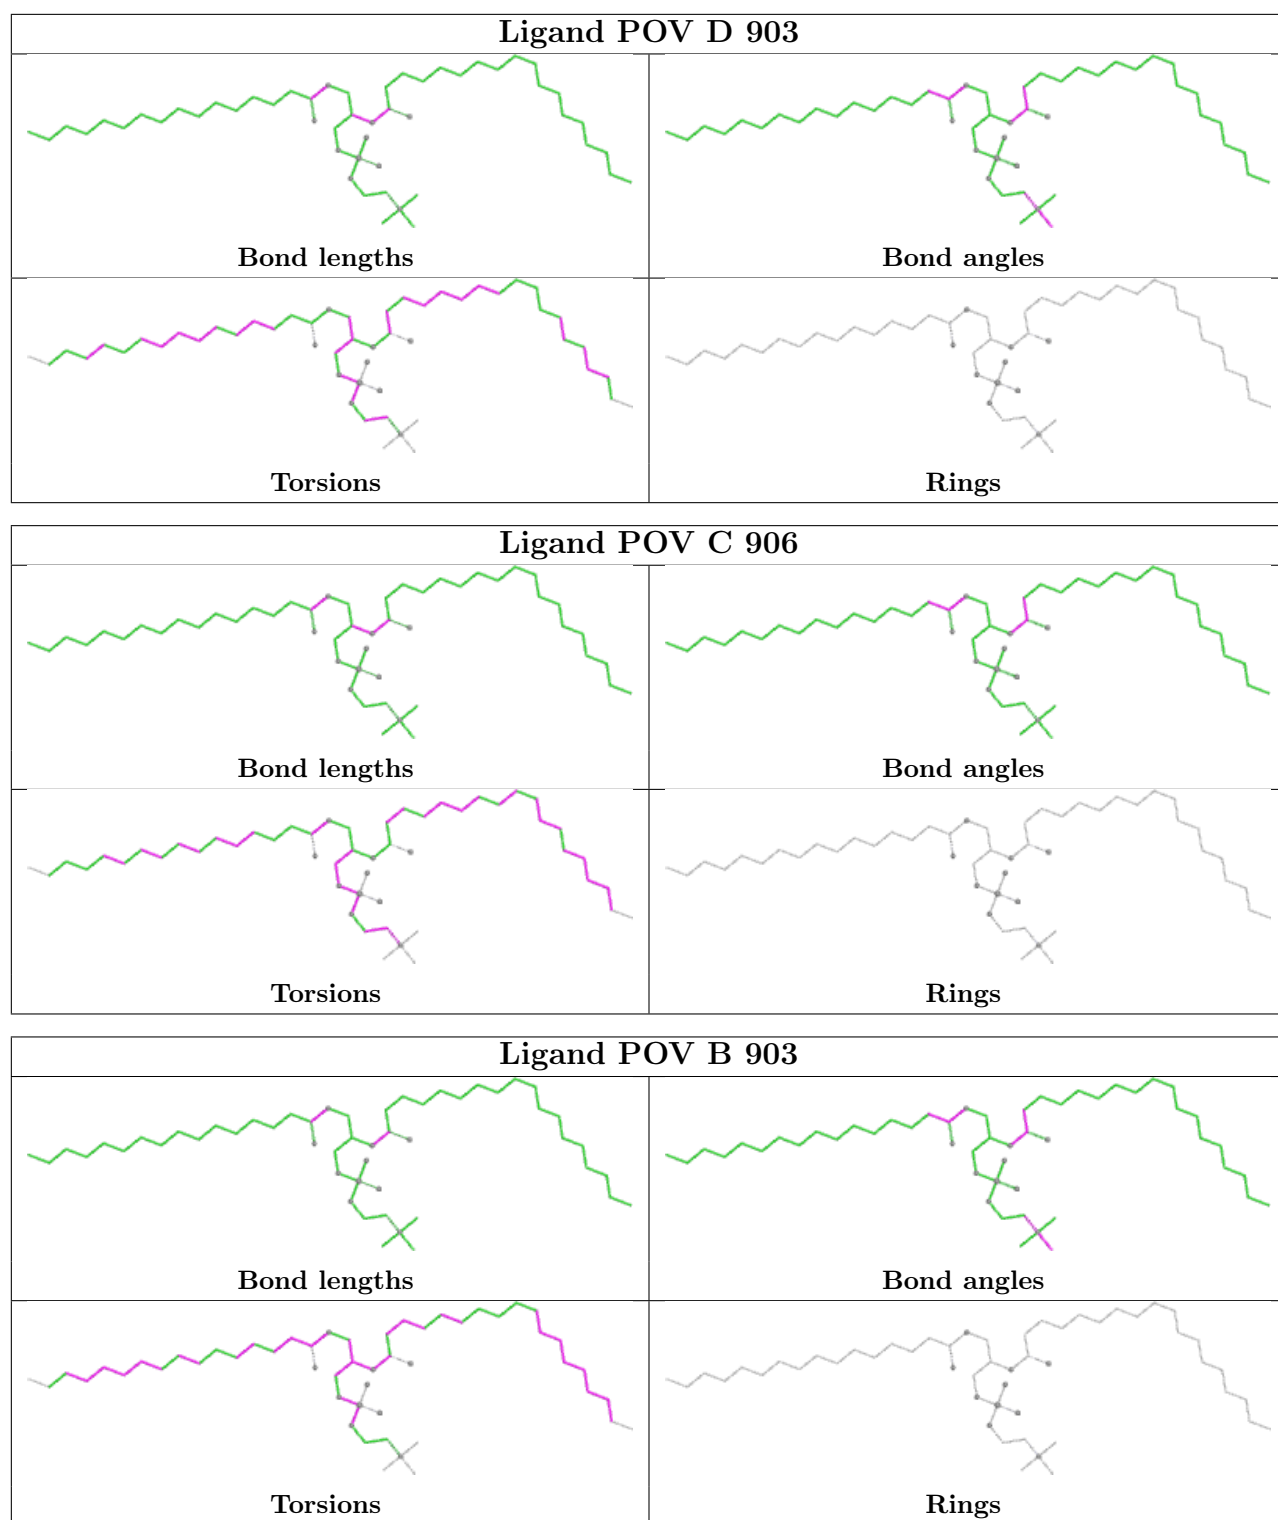 Ligand POV D 903
Bond lengths
Bond angles
Torsions
Rings
Ligand POV C 906
Bond lengths
Bond angles
Torsions
Rings
Ligand POV B 903
Bond lengths
Bond angles
Torsions
Rings